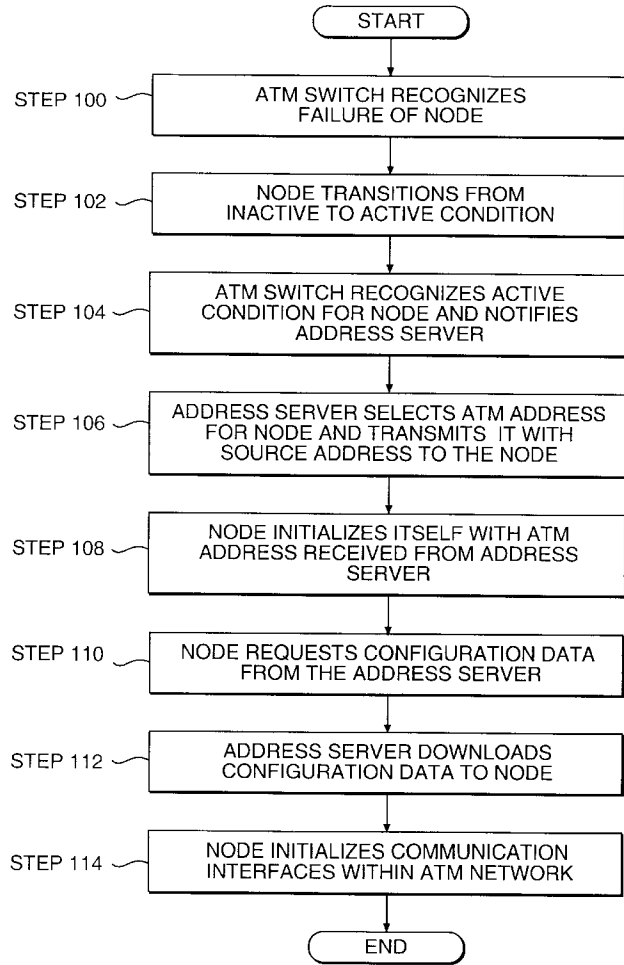 START
STEP 100
ATM SWITCH RECOGNIZES
FAILURE OF NODE
STEP 102
NODE TRANSITIONS FROM
INACTIVE TO ACTIVE CONDITION
STEP 104
ATM SWITCH RECOGNIZES ACTIVE
CONDITION FOR NODE AND NOTIFIES
ADDRESS SERVER
STEP 106
ADDRESS SERVER SELECTS ATM ADDRESS
FOR NODE AND TRANSMITS IT WITH
SOURCE ADDRESS TO THE NODE
STEP 108
NODE INITIALIZES ITSELF WITH ATM
ADDRESS RECEIVED FROM ADDRESS
SERVER
STEP 110
NODE REQUESTS CONFIGURATION DATA
FROM THE ADDRESS SERVER
STEP 112
ADDRESS SERVER DOWNLOADS
CONFIGURATION DATA TO NODE
STEP 114
NODE INITIALIZES COMMUNICATION
INTERFACES WITHIN ATM NETWORK
END